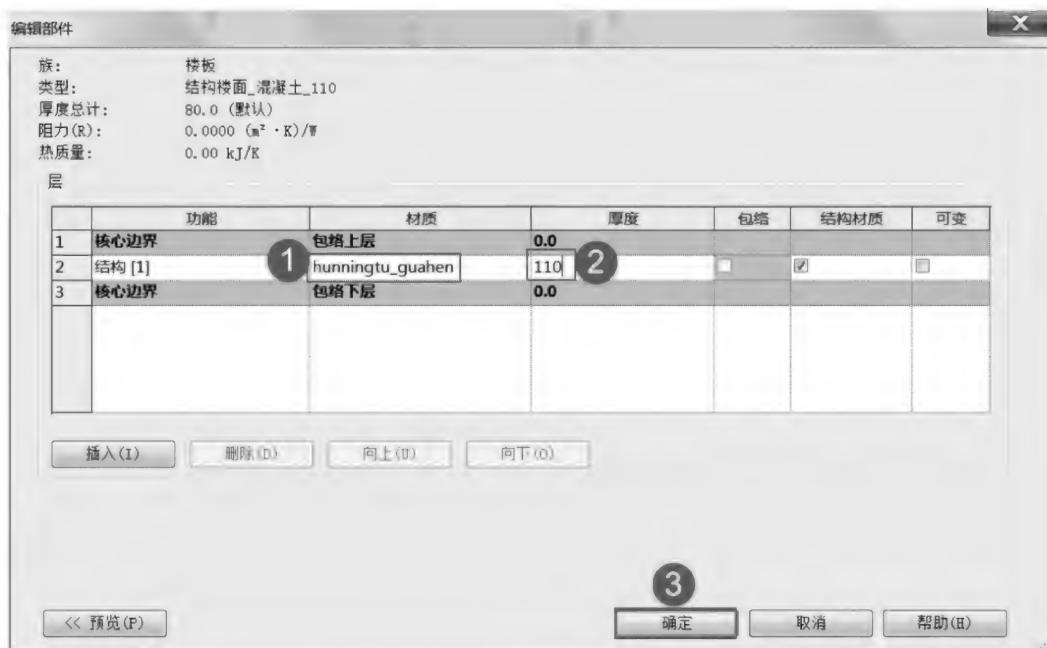 编辑部件
X
族: 楼板
类型: 结构楼面_混凝土_110
厚度总计: 80.0 (默认)
阻力(R): 0.0000 (m²·K)/W
热质量: 0.00 kJ/K
层
功能 材质 厚度 包络 结构材质 可变
1 核心边界 包络上层 0.0
2 结构 [1] 1 hunningtu_guahen 110 2
3 核心边界 包络下层 0.0
插入(I) 删除(D) 向上(U) 向下(O)
3
<< 预览(P) 确定 取消 帮助(H)